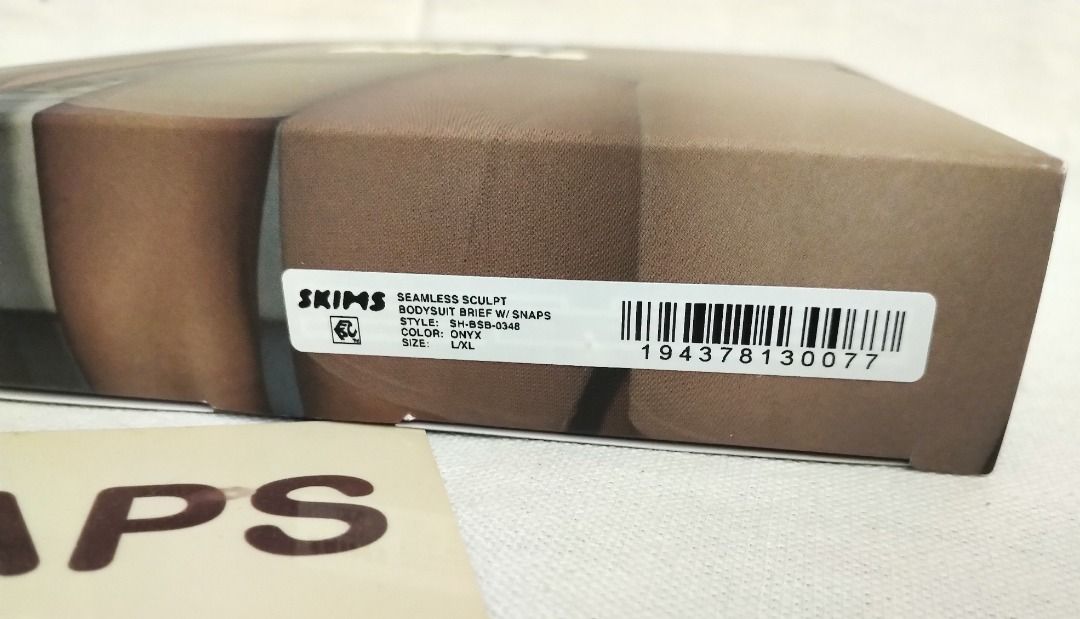 SKIMS
SEAMLESS SCULPT
BODYSUIT BRIEF W/ SNAPS
STYLE: SH-BSB-0348
COLOR: ONYX
SIZE: L/XL
194378130077
APS